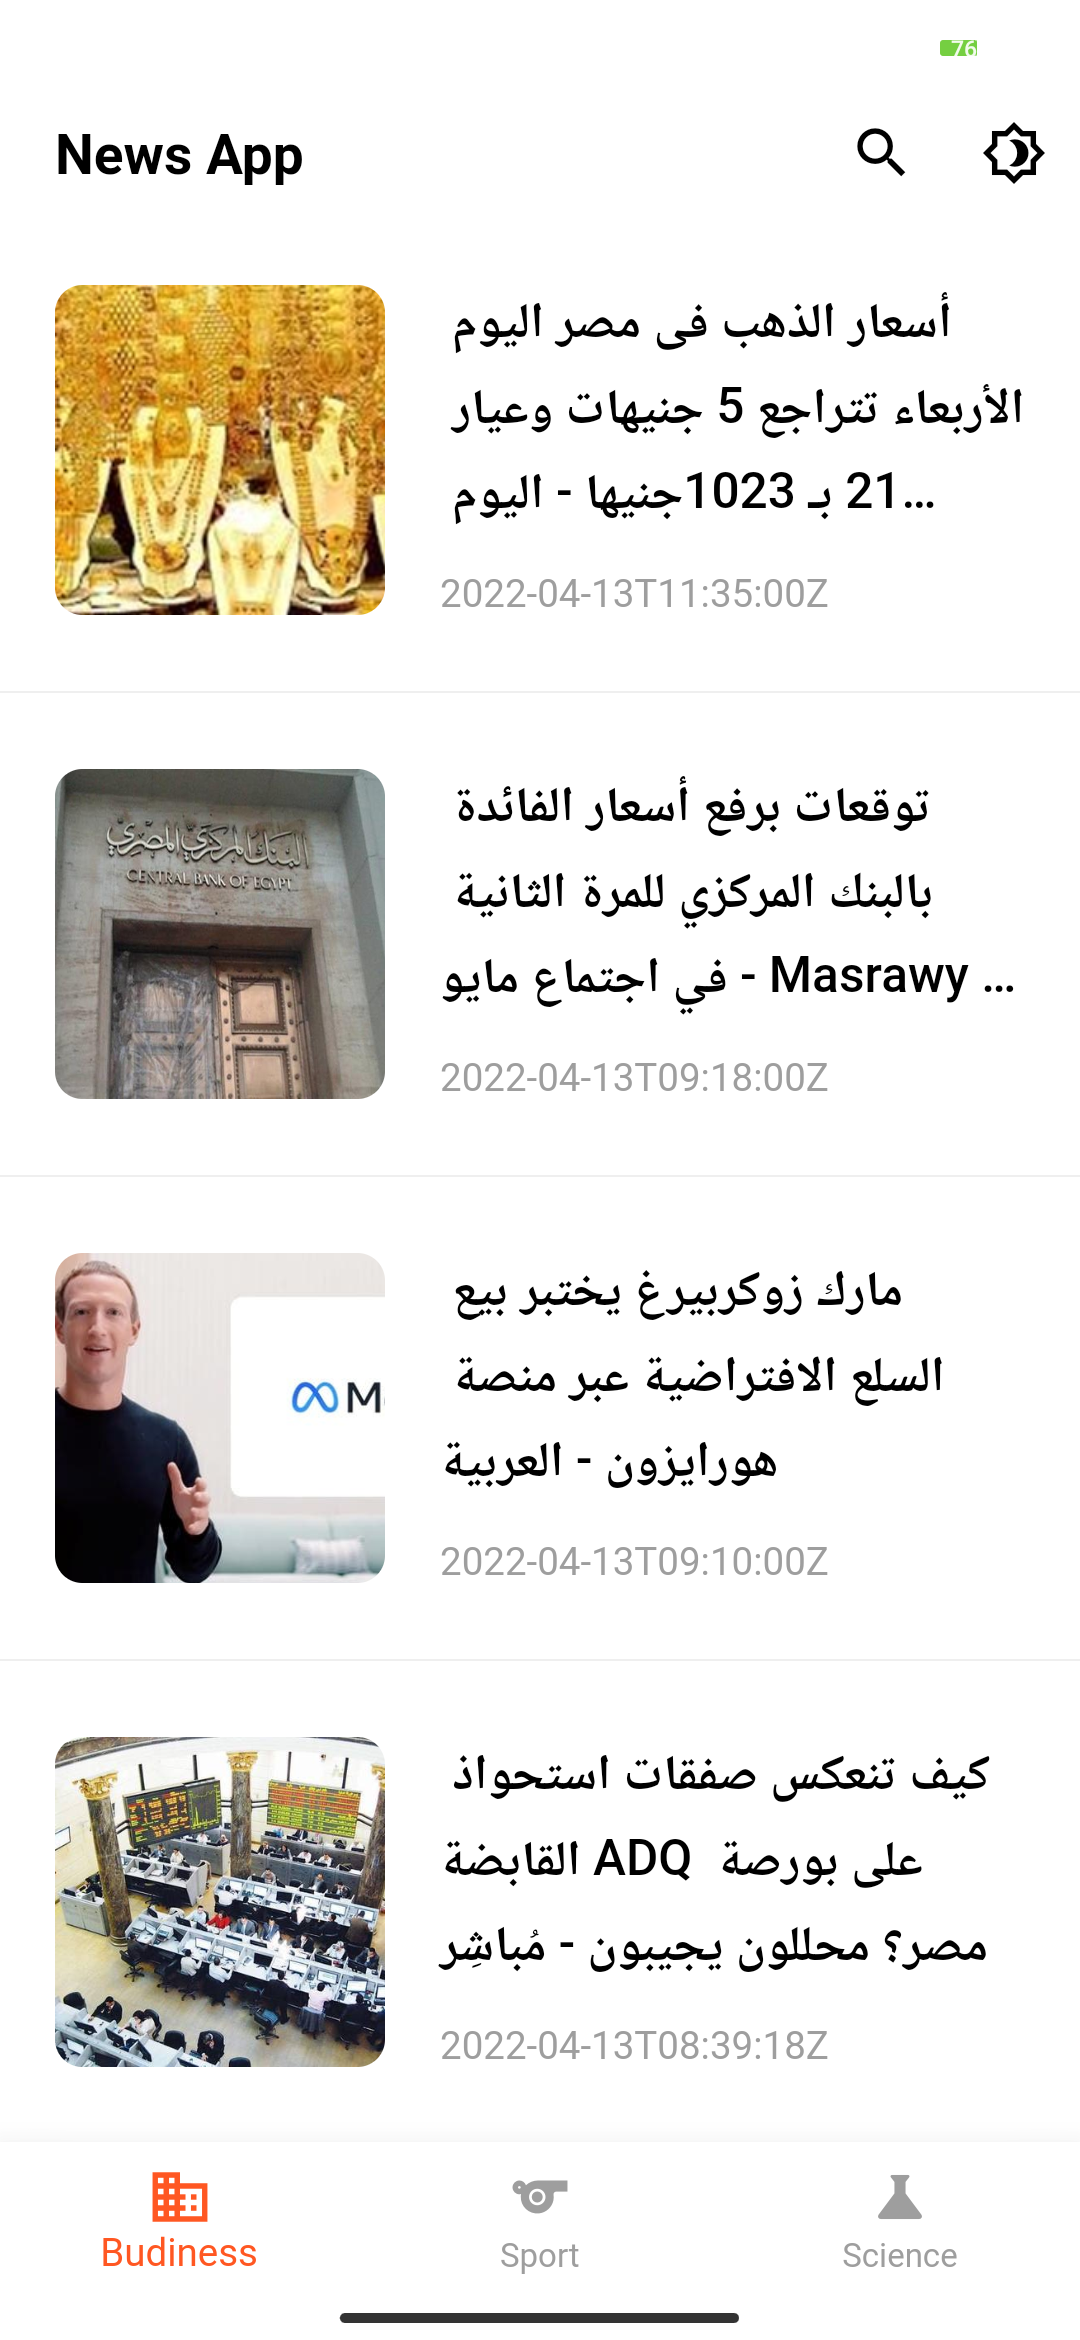 76
News App
أسعار الذهب فى مصر اليوم
الأربعاء تتراجع 5 جنيهات وعيار
21 بـ 1023جنيها - اليوم...
2022-04-13T11:35:00Z
البنك المركزي المصري
CENTRAL BANK OF EGYPT
توقعات برفع أسعار الفائدة
بالبنك المركزي للمرة الثانية
في اجتماع مايو - Masrawy ...
2022-04-13T09:18:00Z
مارك زوكربيرغ يختبر بيع
السلع الافتراضية عبر منصة
هورايزون - العربية
2022-04-13T09:10:00Z
كيف تنعكس صفقات استحواذ
القابضة ADQ على بورصة
مصر؟ محللون يجيبون - مُباشِر
2022-04-13T08:39:18Z
Budiness
Sport
Science